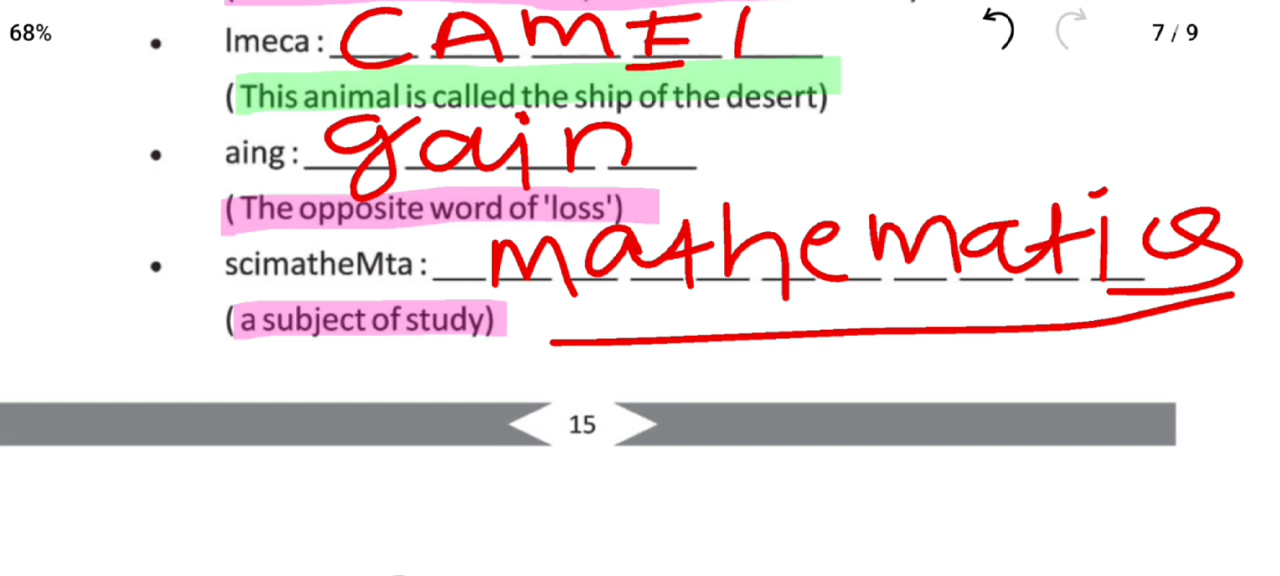 68%
7 / 9
• lmeca : CAMEl
(This animal is called the ship of the desert)
• aing : gain
(The opposite word of 'loss')
• scimatheMta : mathematics
(a subject of study)
15